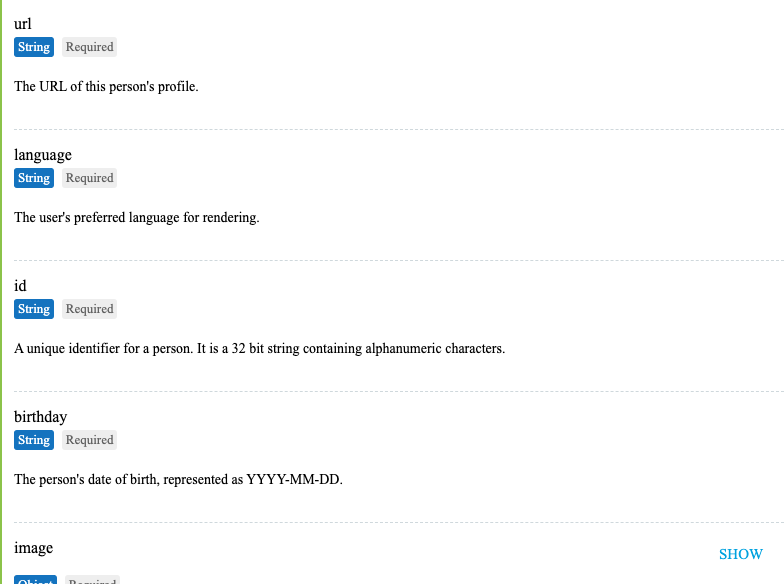 url
String Required
The URL of this person's profile.
language
String Required
The user's preferred language for rendering.
id
String Required
A unique identifier for a person. It is a 32 bit string containing alphanumeric characters.
birthday
String Required
The person's date of birth, represented as YYYY-MM-DD.
image SHOW
Object Required